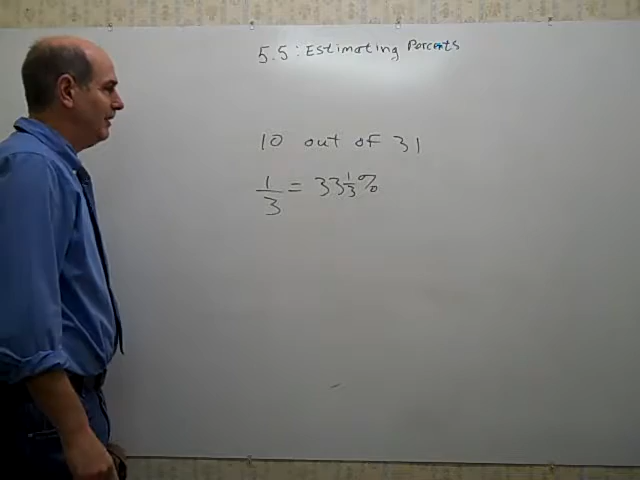 5.5: Estimating Percents
10 out of 31
1/3 = 33 1/3 %